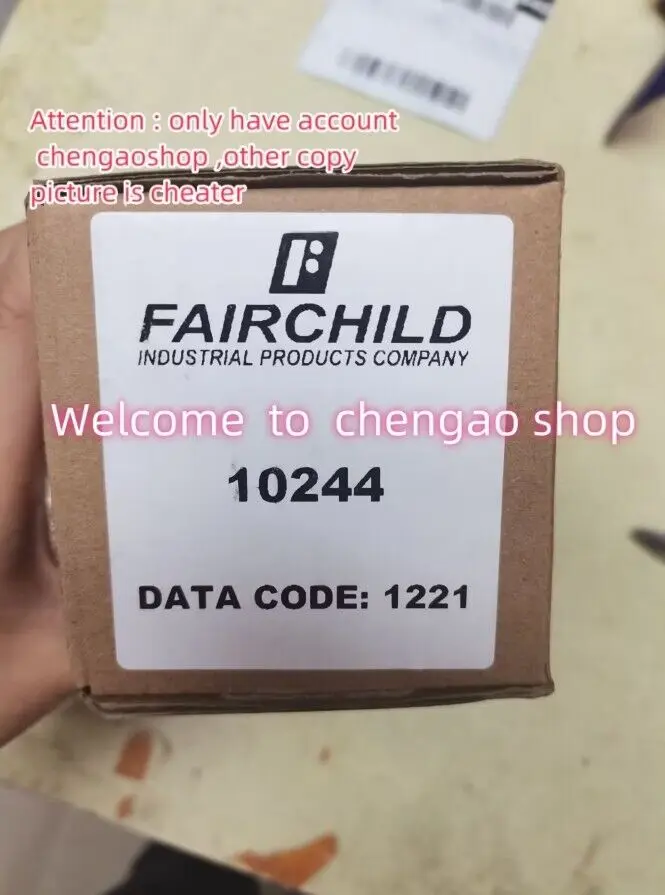 Attention : only have account
chengaoshop ,other copy
picture is cheater
FAIRCHILD
INDUSTRIAL PRODUCTS COMPANY
Welcome to chengao shop
10244
DATA CODE: 1221